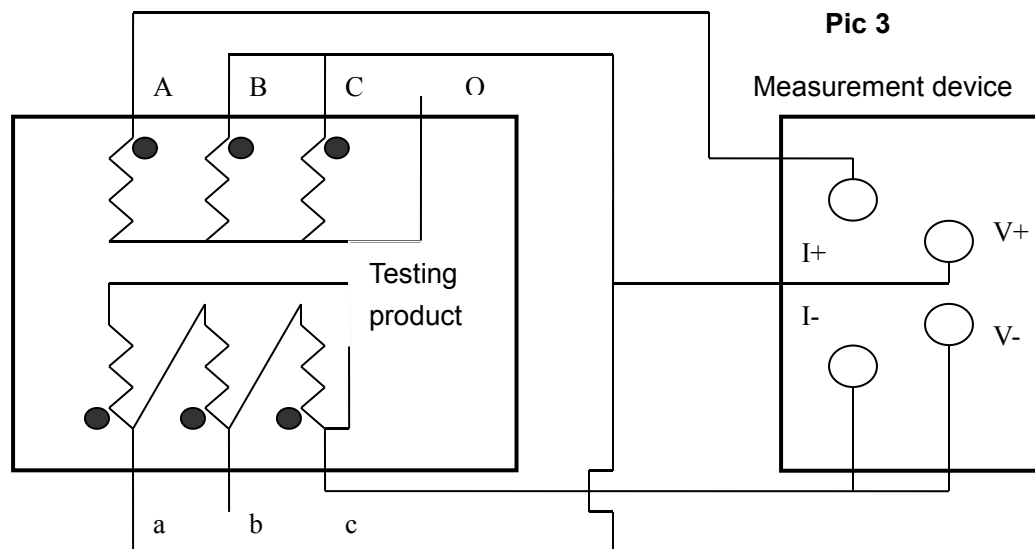 Pic 3
A B C O
Measurement device
I+ V+
Testing
product
I- V-
a b c